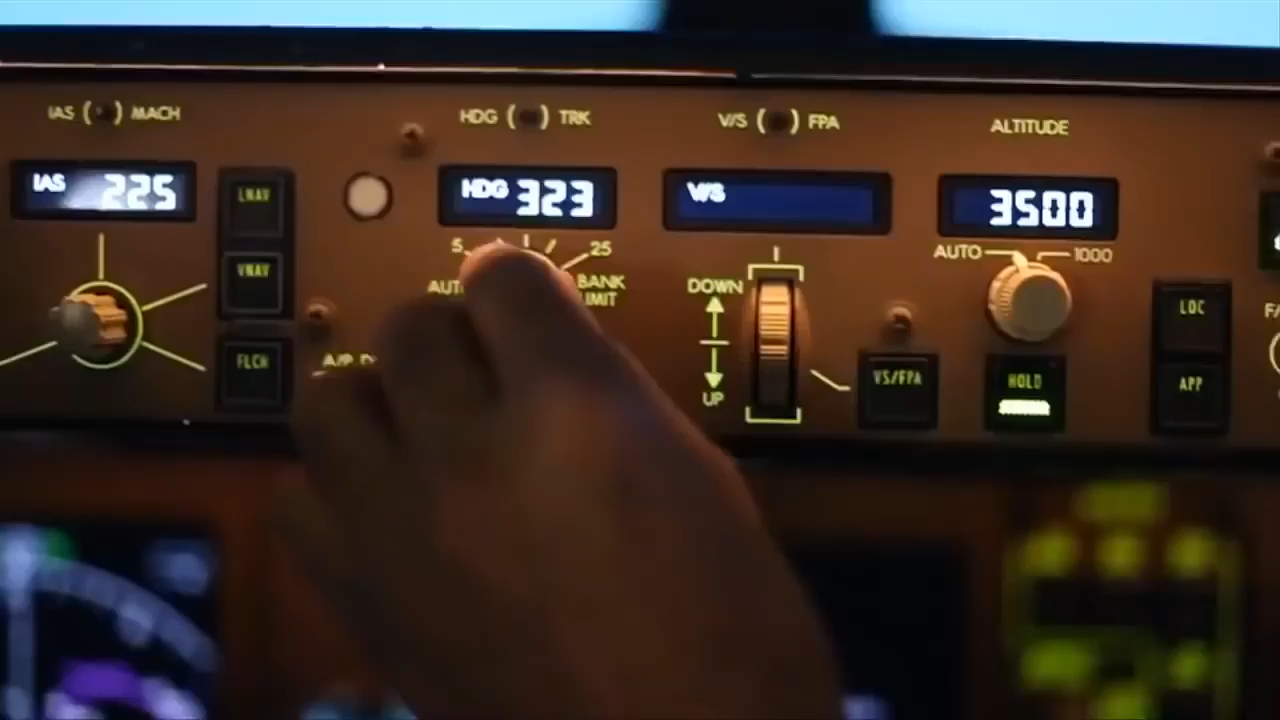 IAS MACH
HDG TRK
V/S FPA
ALTITUDE
IAS 225
HDG 323
V/S
3500
LNAV
VNAV
FLCH
5
25
AUTO
BANK
LIMIT
A/P
DOWN
UP
VS/FPA
AUTO
1000
HOLD
LOC
APP